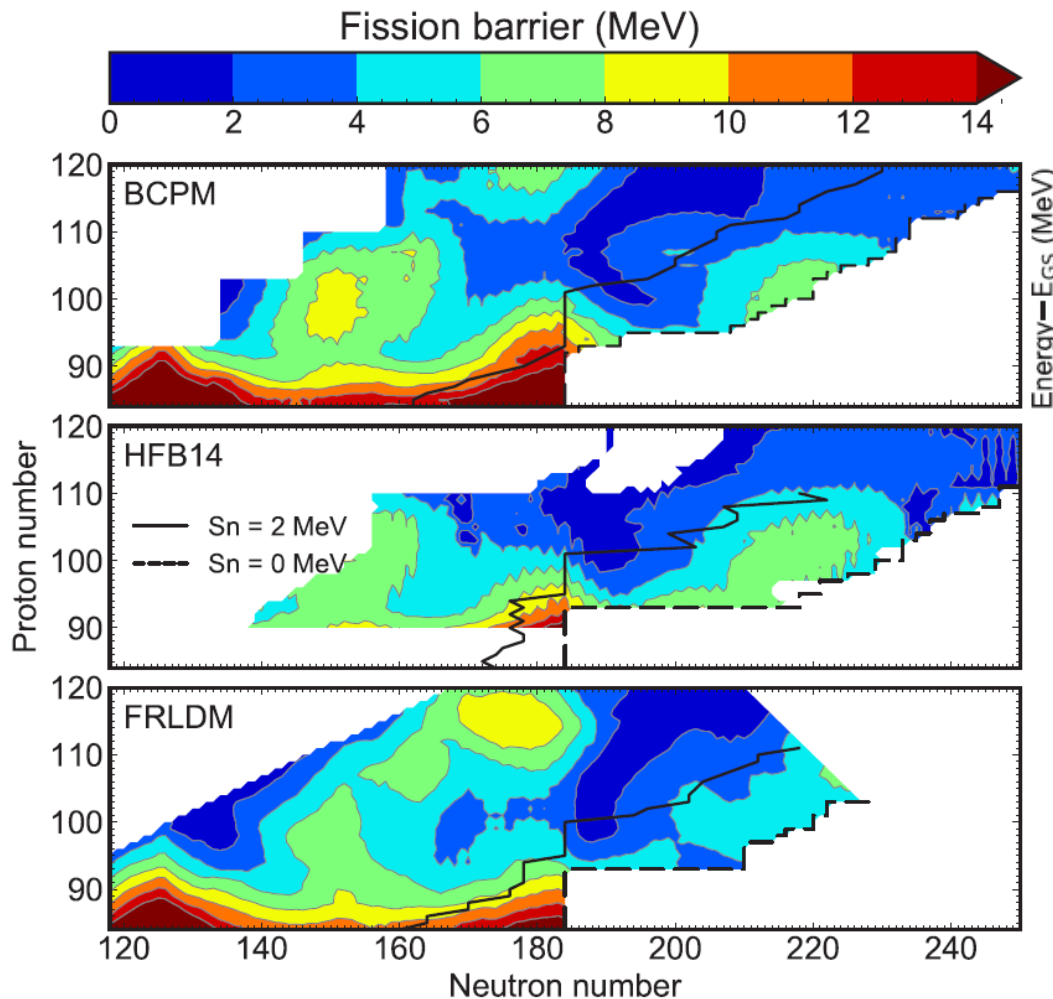 Fission barrier (MeV)
0 2 4 6 8 10 12 14
120
110
100
90
BCPM
Energy−E_GS (MeV)
Proton number
120
110
100
90
HFB14
Sn = 2 MeV
Sn = 0 MeV
120
110
100
90
FRLDM
120 140 160 180 200 220 240
Neutron number